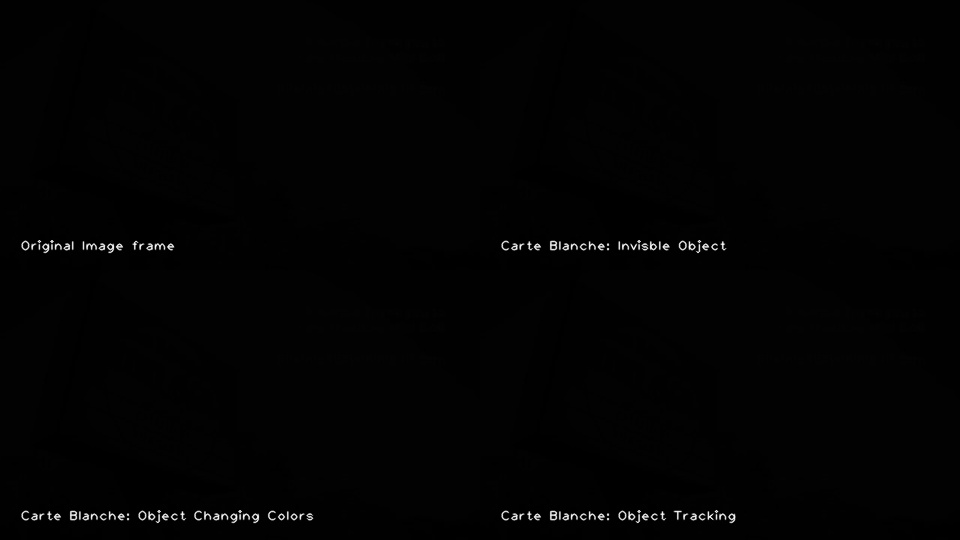 Original Image frame
Carte Blanche: Invisble Object
Carte Blanche: Object Changing Colors
Carte Blanche: Object Tracking